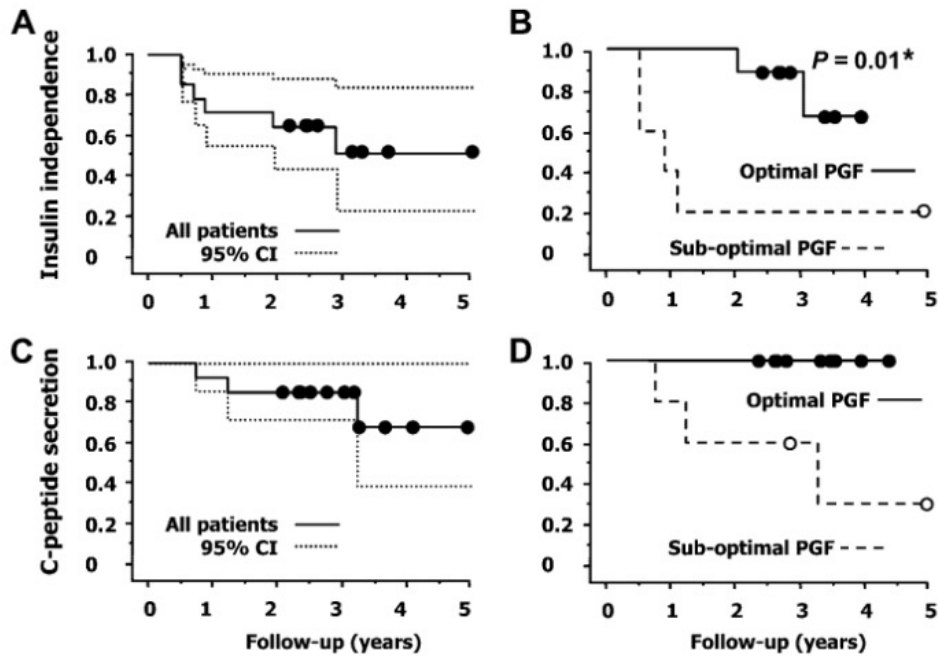 A
Insulin independence
1.0
0.8
0.6
0.4
0.2
0
All patients
95% CI
0 1 2 3 4 5
B
P = 0.01*
1.0
0.8
0.6
0.4
0.2
0
Optimal PGF
Sub-optimal PGF
0 1 2 3 4 5
C
C-peptide secretion
1.0
0.8
0.6
0.4
0.2
0
All patients
95% CI
0 1 2 3 4 5
Follow-up (years)
D
1.0
0.8
0.6
0.4
0.2
0
Optimal PGF
Sub-optimal PGF
0 1 2 3 4 5
Follow-up (years)